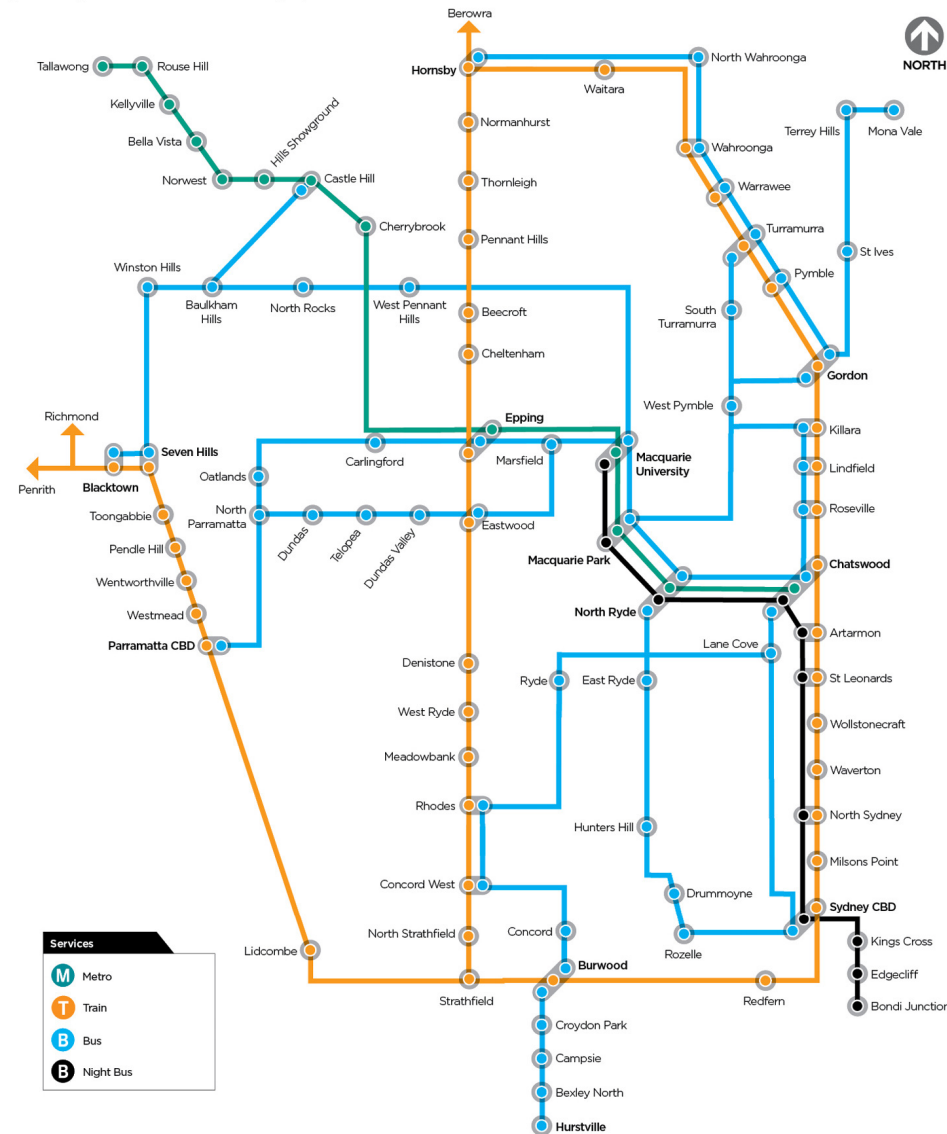 Berowra
NORTH
Tallawong
Rouse Hill
Hornsby
North Wahroonga
Waitara
Kellyville
Hills Showground
Normanhurst
Terrey Hills
Mona Vale
Bella Vista
Wahroonga
Norwest
Castle Hill
Thornleigh
Warrawee
Cherrybrook
Pennant Hills
Turramurra
St Ives
Winston Hills
Pymble
Baulkham
Hills
North Rocks
West Pennant
Hills
Beecroft
South
Turramurra
Cheltenham
Gordon
Richmond
Epping
West Pymble
Killara
Seven Hills
Carlingford
Marsfield
Macquarie
University
Lindfield
Penrith
Blacktown
Oatlands
Toongabbie
North
Parramatta
Dundas
Telopea
Dundas Valley
Eastwood
Roseville
Pendle Hill
Macquarie Park
Chatswood
Wentworthville
Westmead
North Ryde
Parramatta CBD
Lane Cove
Artarmon
Denistone
Ryde
East Ryde
St Leonards
West Ryde
Wollstonecraft
Meadowbank
Waverton
Rhodes
Hunters Hill
North Sydney
Milsons Point
Concord West
Drummoyne
Sydney CBD
North Strathfield
Concord
Rozelle
Kings Cross
Lidcombe
Burwood
Edgecliff
Strathfield
Redfern
Bondi Junction
Croydon Park
Campsie
Bexley North
Hurstville
Services
M Metro
T Train
B Bus
B Night Bus